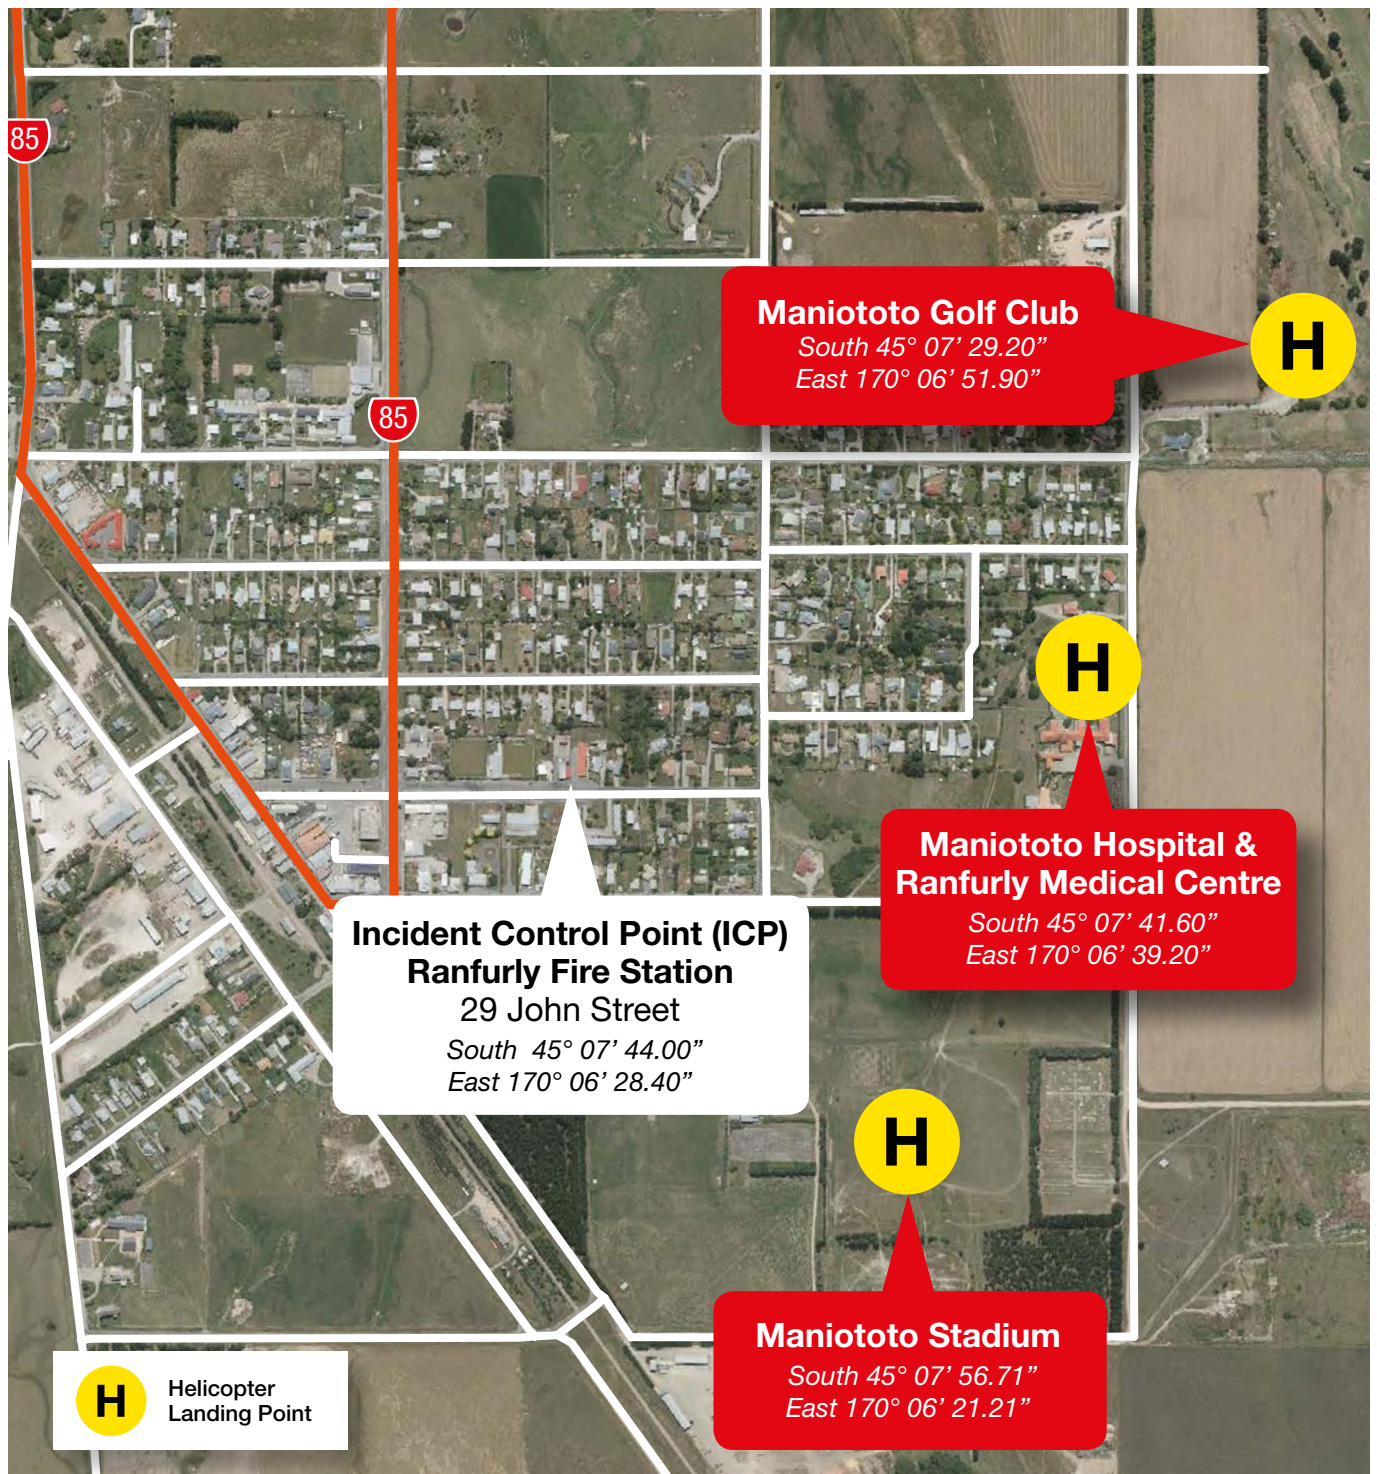 85
85
Maniototo Golf Club
South 45° 07’ 29.20”
East 170° 06’ 51.90”
H
H
Maniototo Hospital &
Ranfurly Medical Centre
South 45° 07’ 41.60”
East 170° 06’ 39.20”
Incident Control Point (ICP)
Ranfurly Fire Station
29 John Street
South  45° 07’ 44.00”
East 170° 06’ 28.40”
H
Maniototo Stadium
South 45° 07’ 56.71”
East 170° 06’ 21.21”
H
Helicopter
Landing Point